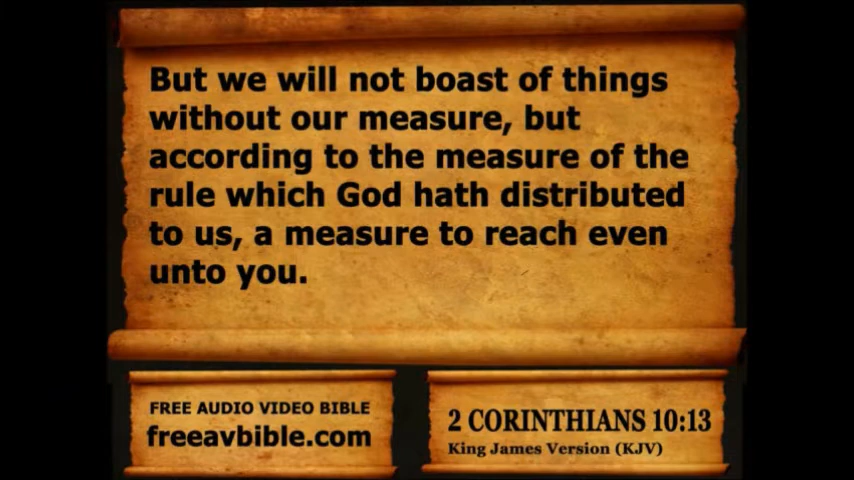 But we will not boast of things
without our measure, but
according to the measure of the
rule which God hath distributed
to us, a measure to reach even
unto you.
FREE AUDIO VIDEO BIBLE
freeavbible.com
2 CORINTHIANS 10:13
King James Version (KJV)